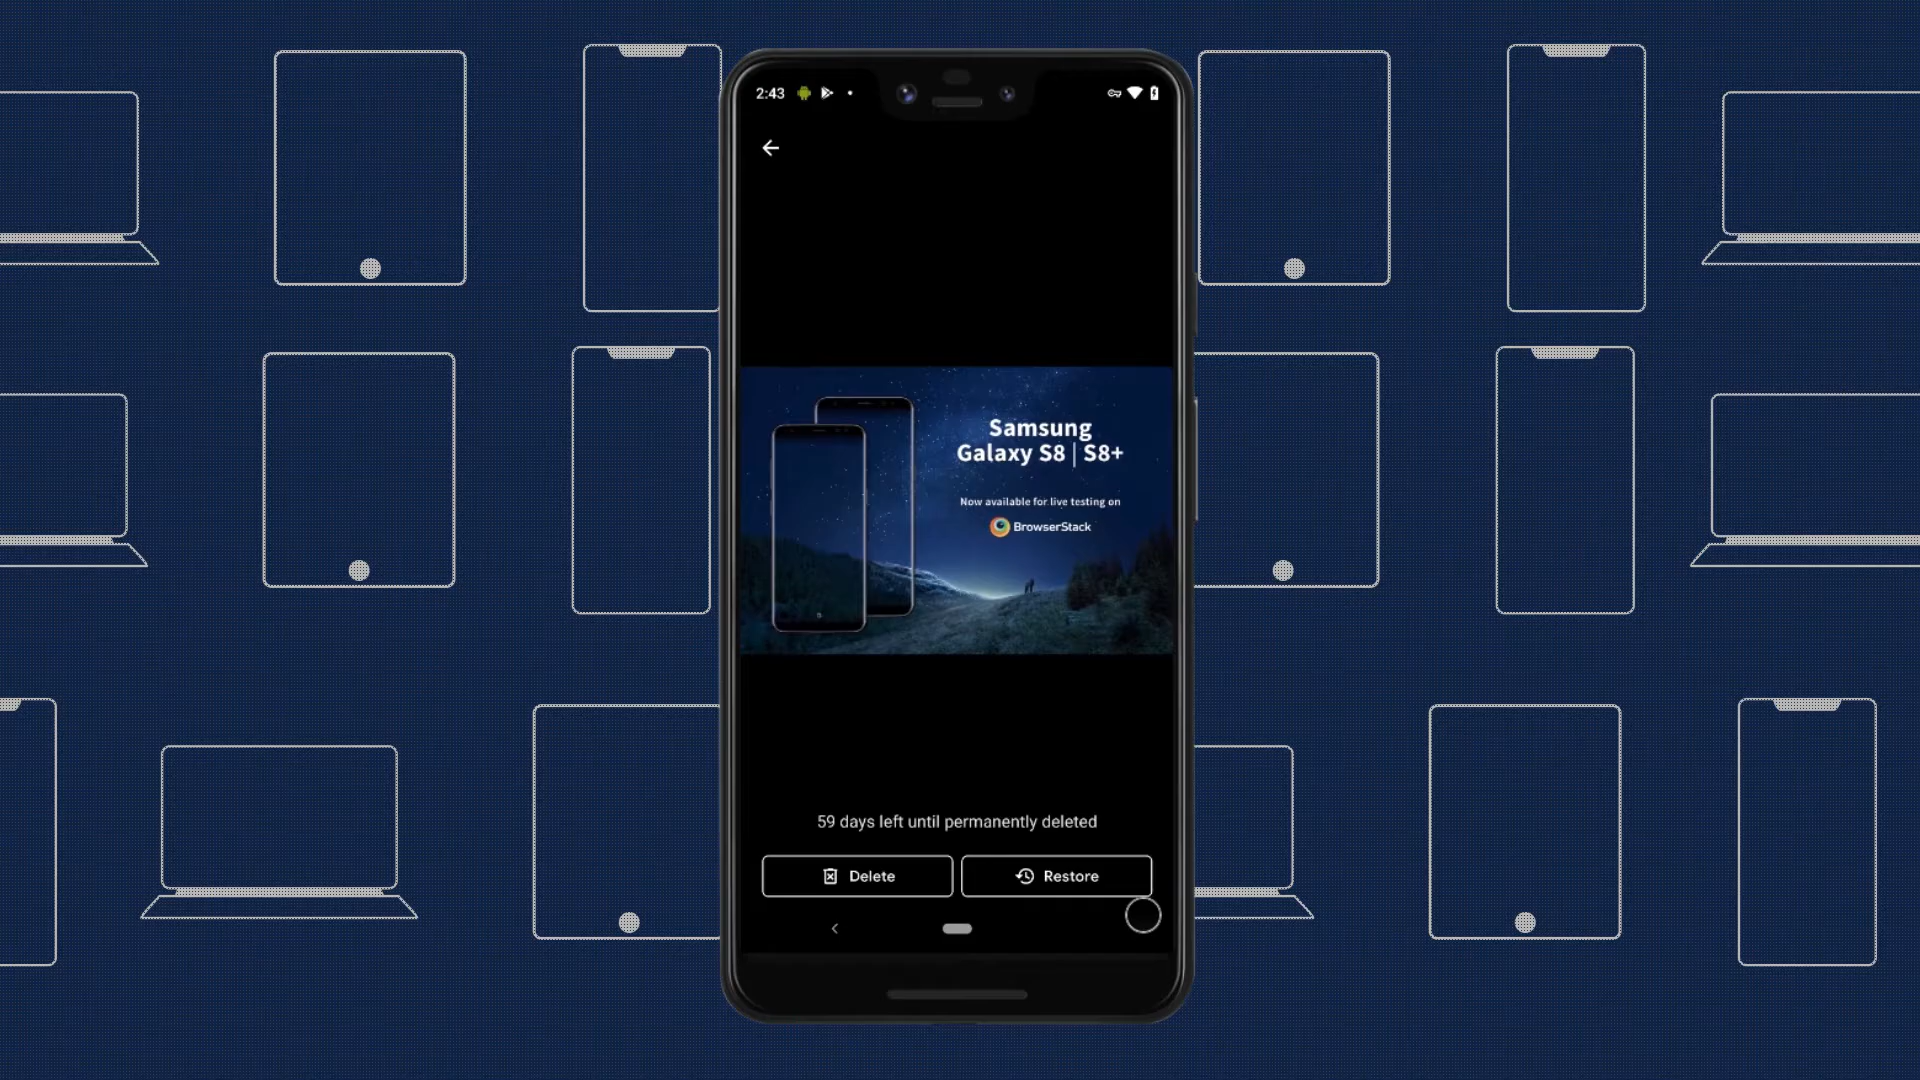 2:43
Samsung
Galaxy S8 | S8+
Now available for live testing on
BrowserStack
59 days left until permanently deleted
Delete
Restore